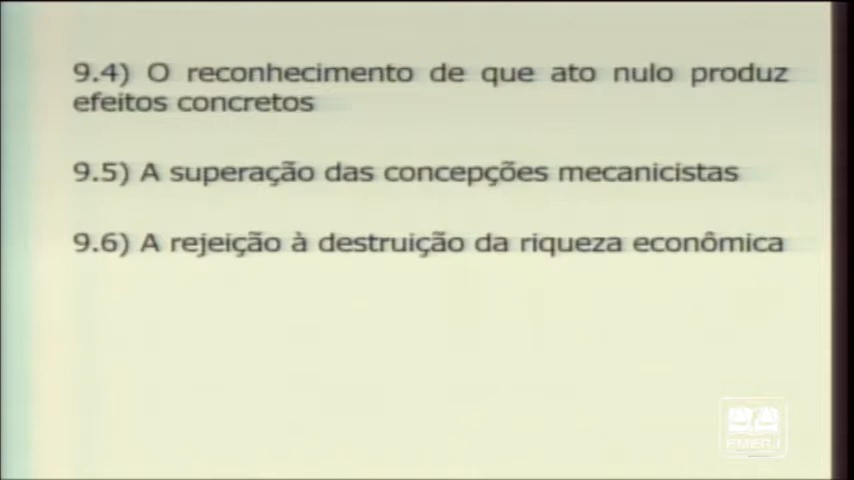 9.4) O reconhecimento de que ato nulo produz
efeitos concretos
9.5) A superação das concepções mecanicistas
9.6) A rejeição à destruição da riqueza econômica
EMERJ